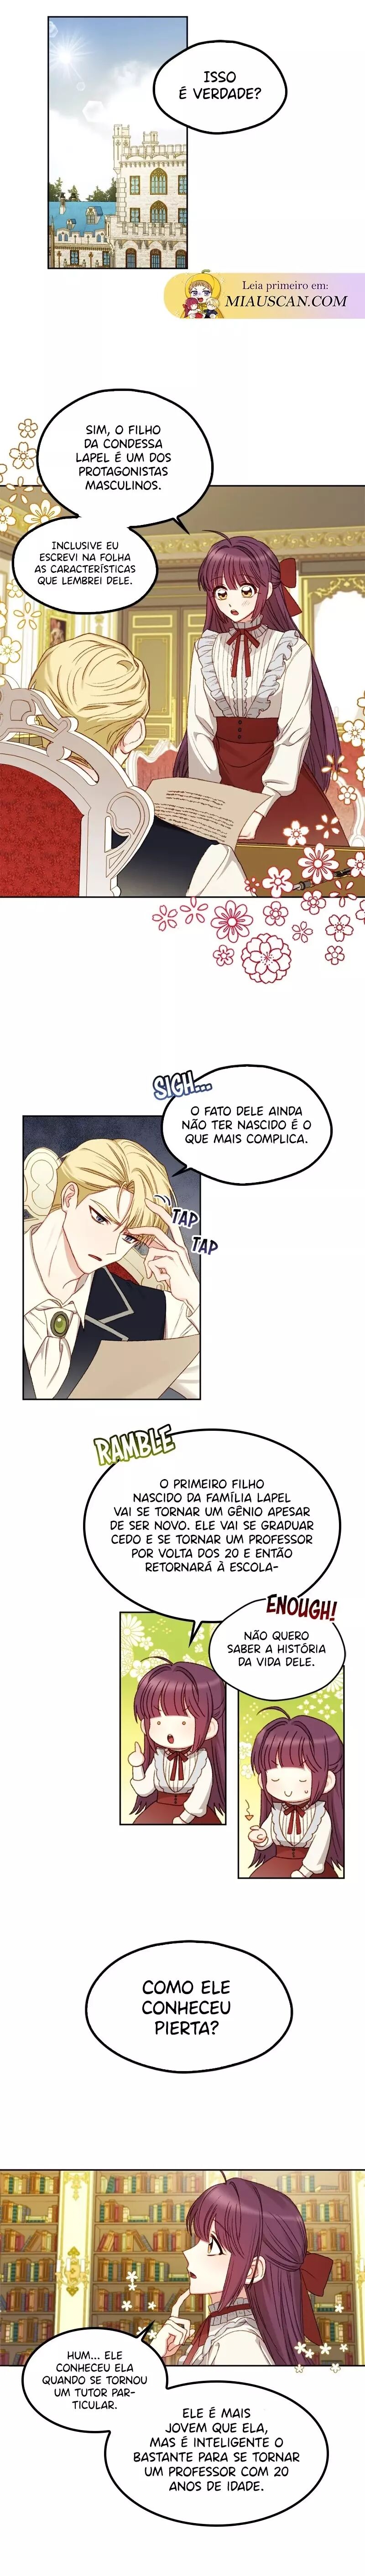 ISSO
É VERDADE?
Leia primeiro em:
MIAUSCAN.COM
SIM, O FILHO
DA CONDESSA
LAPEL É UM DOS
PROTAGONISTAS
MASCULINOS.
INCLUSIVE EU
ESCREVI NA FOLHA
AS CARACTERÍSTICAS
QUE LEMBREI DELE.
SIGH...
O FATO DELE AINDA
NÃO TER NASCIDO É O
QUE MAIS COMPLICA.
TAP
TAP
RAMBLE
O PRIMEIRO FILHO
NASCIDO DA FAMÍLIA LAPEL
VAI SE TORNAR UM GÊNIO APESAR
DE SER NOVO. ELE VAI SE GRADUAR
CEDO E SE TORNAR UM PROFESSOR
POR VOLTA DOS 20 E ENTÃO
RETORNARÁ À ESCOLA-
ENOUGH!
NÃO QUERO
SABER A HISTÓRIA
DA VIDA DELE.
COMO ELE
CONHECEU
PIERTA?
HUM... ELE
CONHECEU ELA
QUANDO SE TORNOU
UM TUTOR PAR-
TICULAR.
ELE É MAIS
JOVEM QUE ELA,
MAS É INTELIGENTE O
BASTANTE PARA SE TORNAR
UM PROFESSOR COM 20
ANOS DE IDADE.